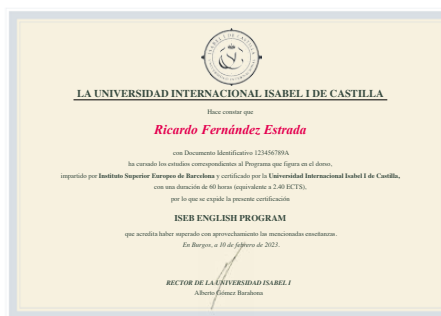 ISABEL I DE CASTILLA
LA UNIVERSIDAD INTERNACIONAL ISABEL I DE CASTILLA
Hace constar que
Ricardo Fernández Estrada
con Documento Identificativo 123456789A
ha cursado los estudios correspondientes al Programa que figura en el dorso,
impartido por Instituto Superior Europeo de Barcelona y certificado por la Universidad Internacional Isabel I de Castilla,
con una duración de 60 horas (equivalente a 2.40 ECTS),
por lo que se expide la presente certificación
ISEB ENGLISH PROGRAM
que acredita haber superado con aprovechamiento las mencionadas enseñanzas.
En Burgos, a 10 de febrero de 2023.
RECTOR DE LA UNIVERSIDAD ISABEL I
Alberto Gómez Barahona